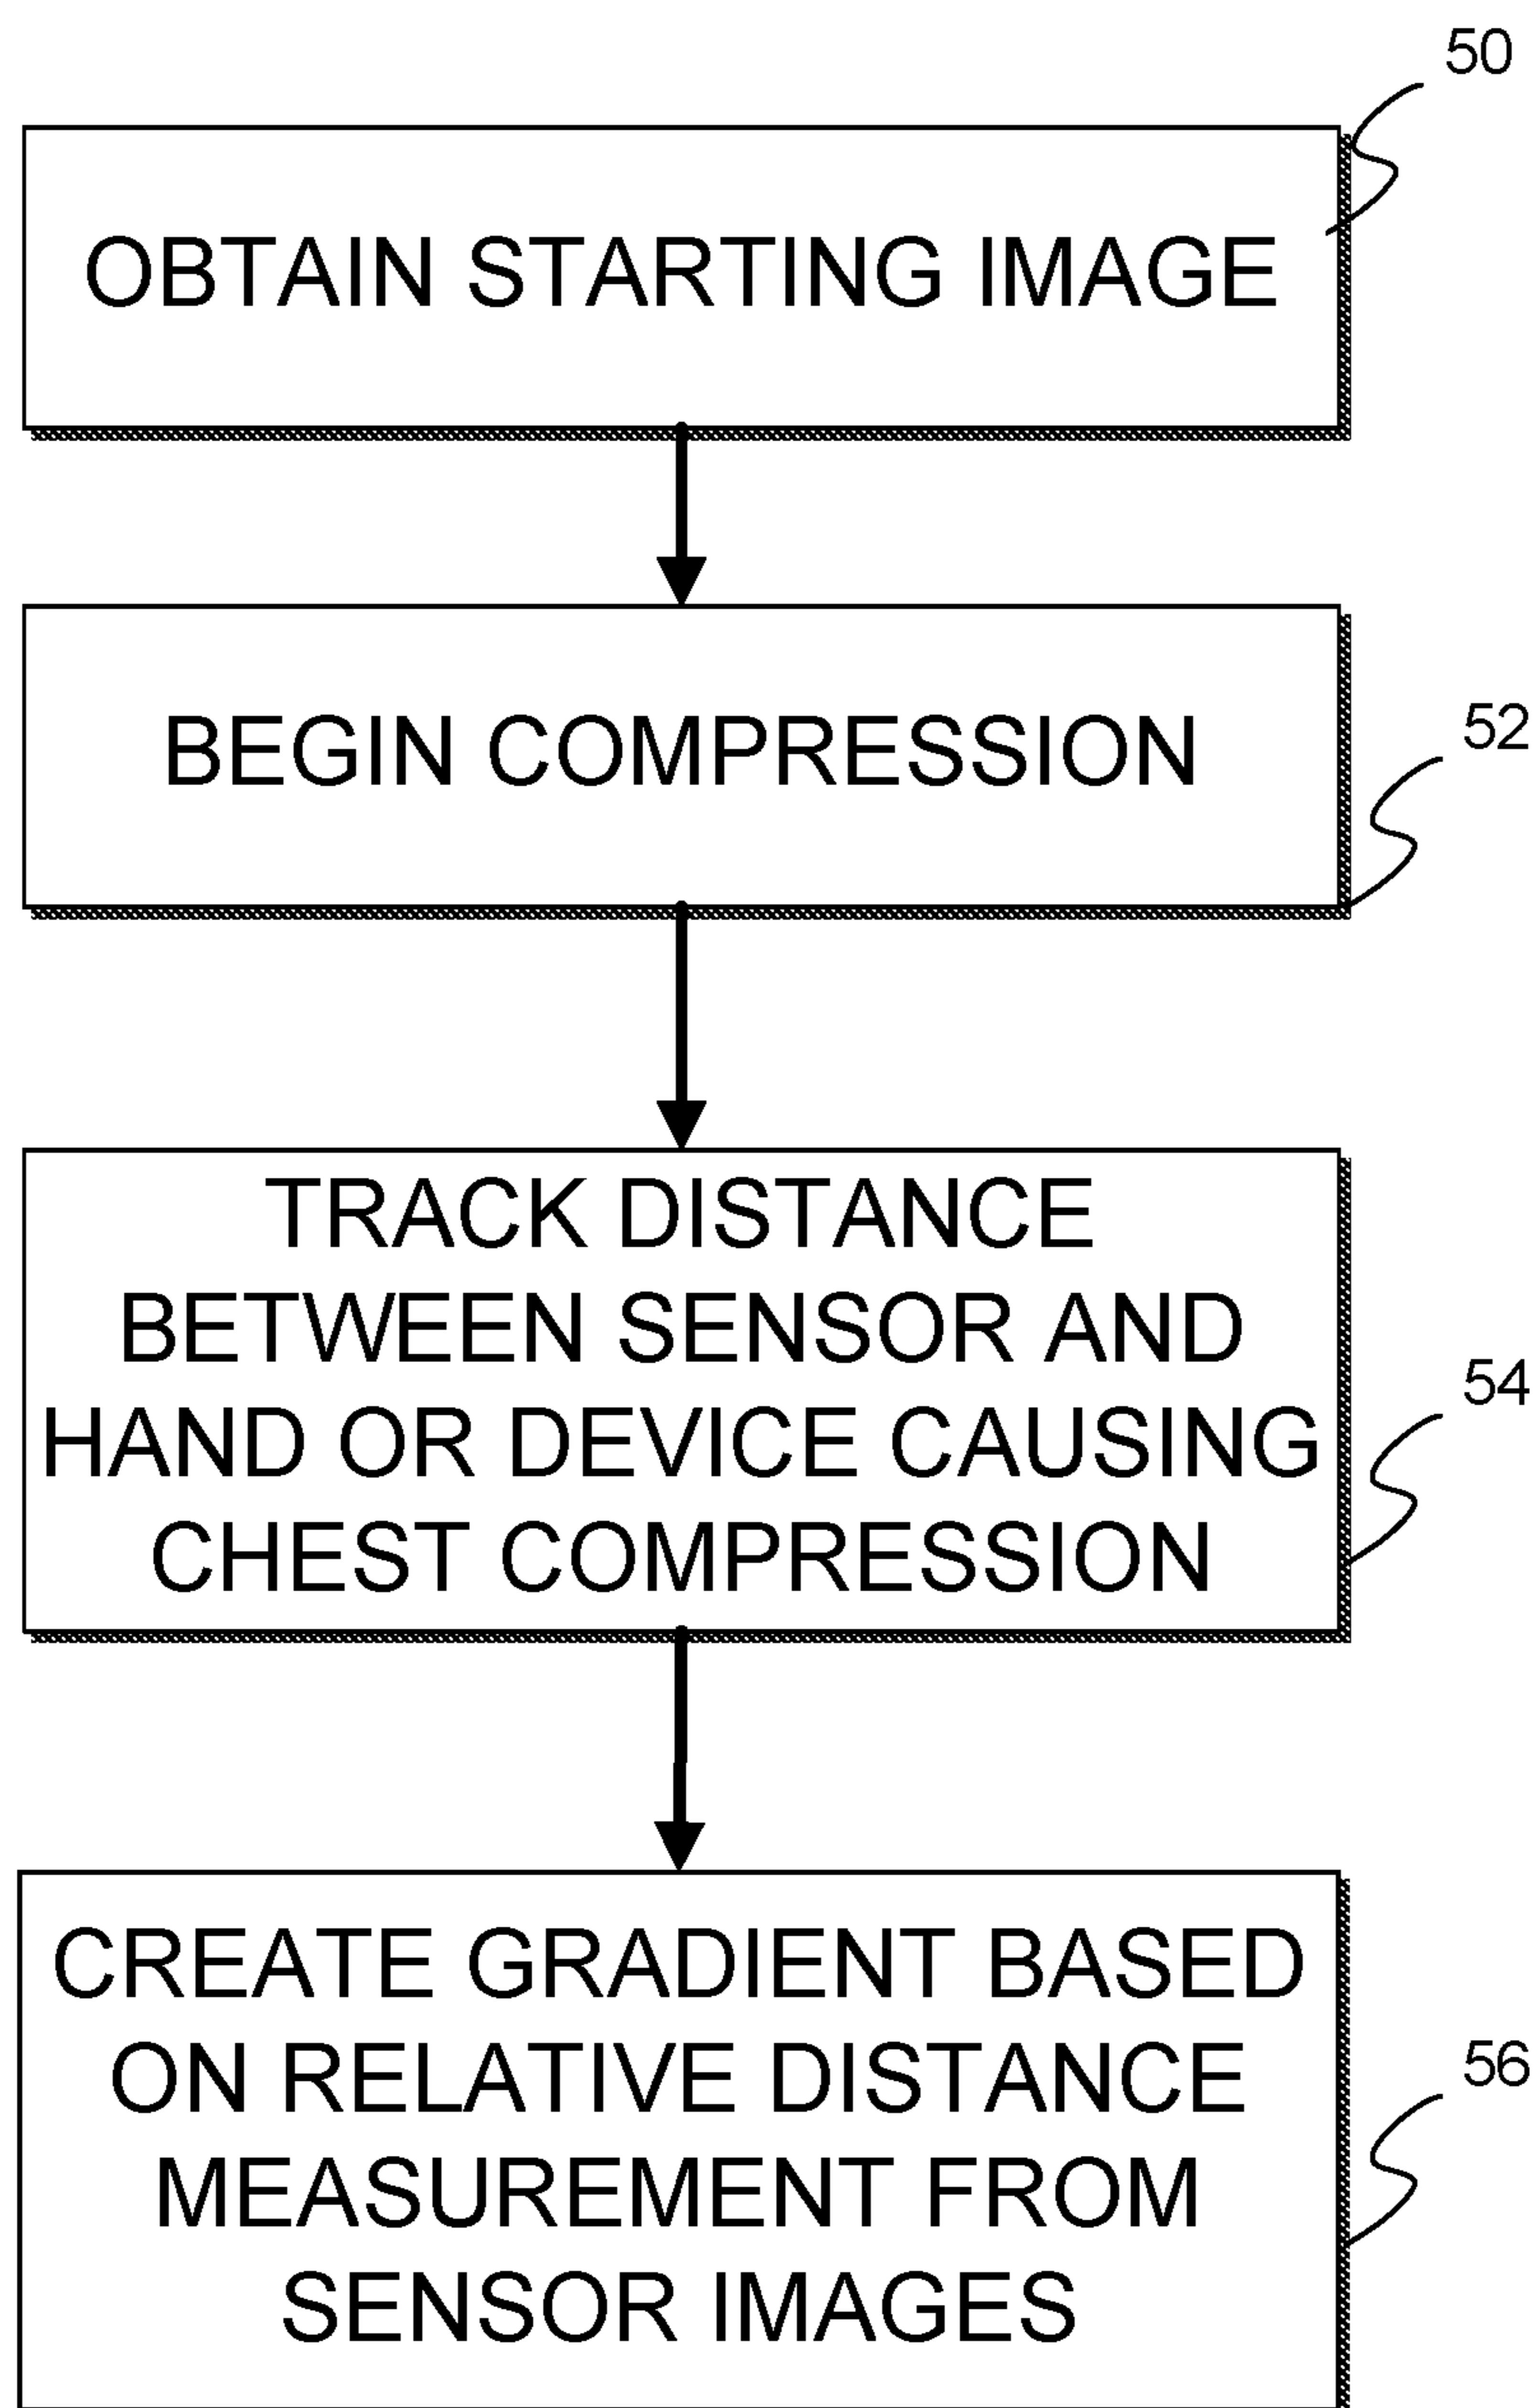 50
OBTAIN STARTING IMAGE
52
BEGIN COMPRESSION
TRACK DISTANCE
BETWEEN SENSOR AND
HAND OR DEVICE CAUSING
CHEST COMPRESSION
54
CREATE GRADIENT BASED
ON RELATIVE DISTANCE
MEASUREMENT FROM
SENSOR IMAGES
56